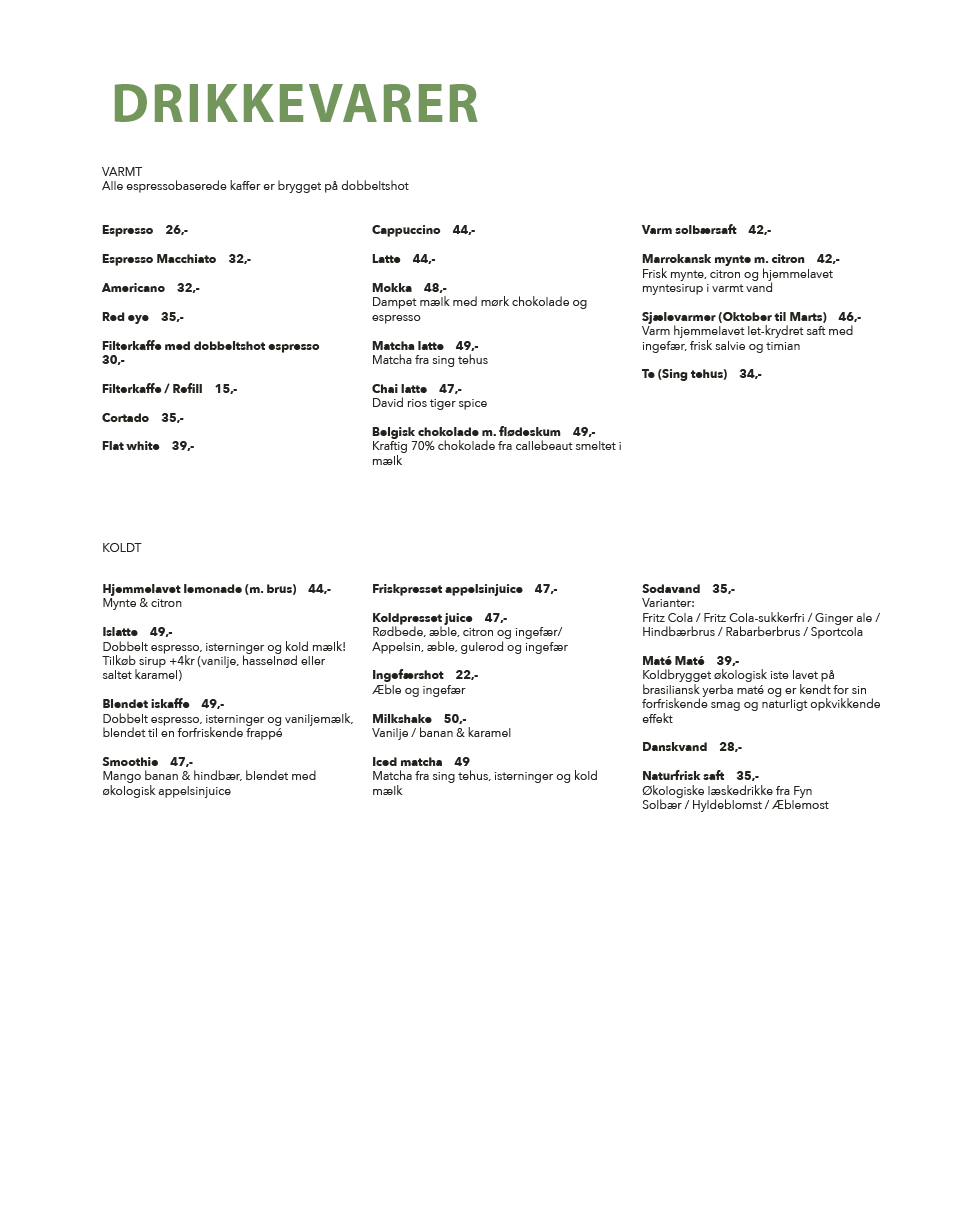 DRIKKEVARER
VARMT
Alle espressobaserede kaffer er brygget på dobbeltshot
Espresso 26,-
Espresso Macchiato 32,-
Americano 32,-
Red eye 35,-
Filterkaffe med dobbeltshot espresso
30,-
Filterkaffe / Refill 15,-
Cortado 35,-
Flat white 39,-
Cappuccino 44,-
Latte 44,-
Mokka 48,-
Dampet mælk med mørk chokolade og
espresso
Matcha latte 49,-
Matcha fra sing tehus
Chai latte 47,-
David rios tiger spice
Belgisk chokolade m. flødeskum 49,-
Kraftig 70% chokolade fra callebeaut smeltet i
mælk
Varm solbærsaft 42,-
Marrokansk mynte m. citron 42,-
Frisk mynte, citron og hjemmelavet
myntesirup i varmt vand
Sjælevarmer (Oktober til Marts) 46,-
Varm hjemmelavet let-krydret saft med
ingefær, frisk salvie og timian
Te (Sing tehus) 34,-
KOLDT
Hjemmelavet lemonade (m. brus) 44,-
Mynte & citron
Islatte 49,-
Dobbelt espresso, isterninger og kold mælk!
Tilkøb sirup +4kr (vanilje, hasselnød eller
saltet karamel)
Blendet iskaffe 49,-
Dobbelt espresso, isterninger og vaniljemælk,
blendet til en forfriskende frappé
Smoothie 47,-
Mango banan & hindbær, blendet med
økologisk appelsinjuice
Friskpresset appelsinjuice 47,-
Koldpresset juice 47,-
Rødbede, æble, citron og ingefær/
Appelsin, æble, gulerod og ingefær
Ingefærshot 22,-
Æble og ingefær
Milkshake 50,-
Vanilje / banan & karamel
Iced matcha 49
Matcha fra sing tehus, isterninger og kold
mælk
Sodavand 35,-
Varianter:
Fritz Cola / Fritz Cola-sukkerfri / Ginger ale /
Hindbærbrus / Rabarberbrus / Sportcola
Maté Maté 39,-
Koldbrygget økologisk iste lavet på
brasiliansk yerba maté og er kendt for sin
forfriskende smag og naturligt opkvikkende
effekt
Danskvand 28,-
Naturfrisk saft 35,-
Økologiske læskedrikke fra Fyn
Solbær / Hyldeblomst / Æblemost